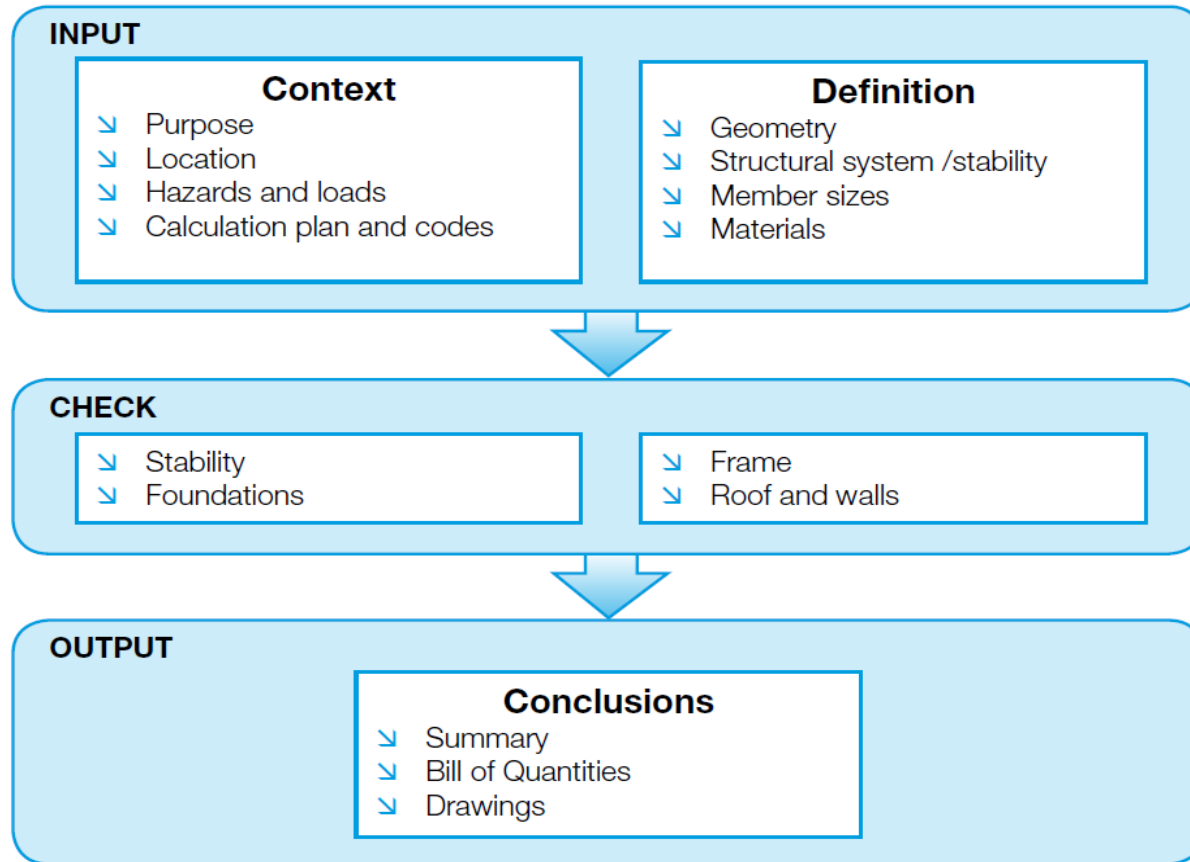 INPUT
Context
Purpose
Location
Hazards and loads
Calculation plan and codes
Definition
Geometry
Structural system /stability
Member sizes
Materials
CHECK
Stability
Foundations
Frame
Roof and walls
OUTPUT
Conclusions
Summary
Bill of Quantities
Drawings